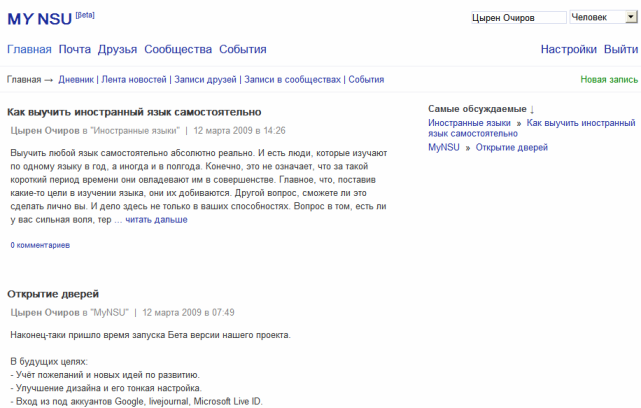 MY NSU [βeta]
Цырен Очиров Человек
Главная Почта Друзья Сообщества События Настройки Выйти
Главная → Дневник | Лента новостей | Записи друзей | Записи в сообществах | События Новая запись
Как выучить иностранный язык самостоятельно
Цырен Очиров в "Иностранные языки" | 12 марта 2009 в 14:26
Выучить любой язык самостоятельно абсолютно реально. И есть люди, которые изучают
по одному языку в год, а иногда и в полгода. Конечно, это не означает, что за такой
короткий период времени они овладевают им в совершенстве. Главное, что, поставив
какие-то цели в изучении языка, они их добиваются. Другой вопрос, сможете ли это
сделать лично вы. И дело здесь не только в ваших способностях. Вопрос в том, есть ли
у вас сильная воля, тер ... читать дальше
0 комментариев
Открытие дверей
Цырен Очиров в "MyNSU" | 12 марта 2009 в 07:49
Наконец-таки пришло время запуска Бета версии нашего проекта.
В будущих целях:
- Учёт пожеланий и новых идей по развитию.
- Улучшение дизайна и его тонкая настройка.
- Вход из под аккуантов Google, livejournal, Microsoft Live ID.
Самые обсуждаемые ↓
Иностранные языки » Как выучить иностранный
язык самостоятельно
MyNSU » Открытие дверей